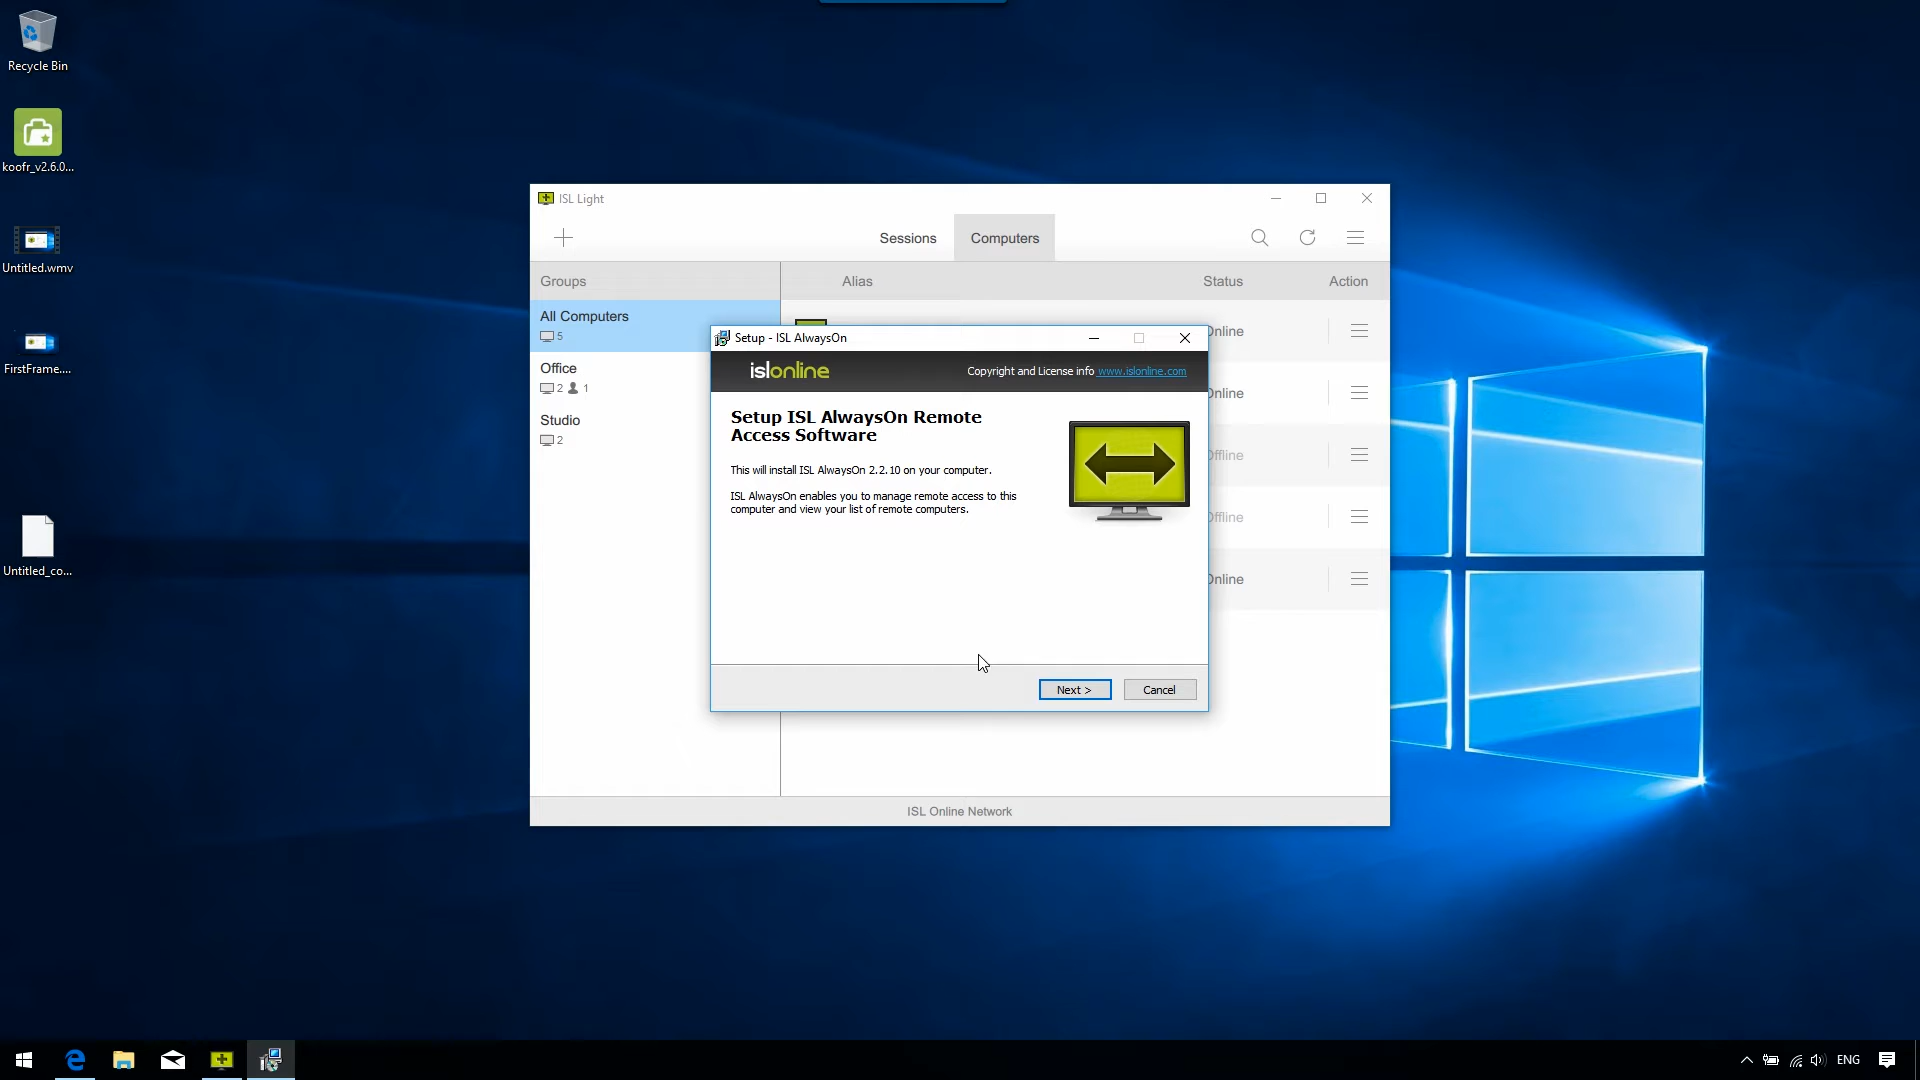 Recycle Bin
koofr_v2.6.0...
Untitled.wmv
FirstFrame....
Untitled_co...
ISL Light
Sessions
Computers
Groups
Alias
Status
Action
All Computers
5
Office
2 1
Studio
2
Online
Online
Offline
Offline
Online
Setup - ISL AlwaysOn
islonline
Copyright and License info www.islonline.com
Setup ISL AlwaysOn Remote
Access Software
This will install ISL AlwaysOn 2.2.10 on your computer.
ISL AlwaysOn enables you to manage remote access to this
computer and view your list of remote computers.
Next >
Cancel
ISL Online Network
ENG